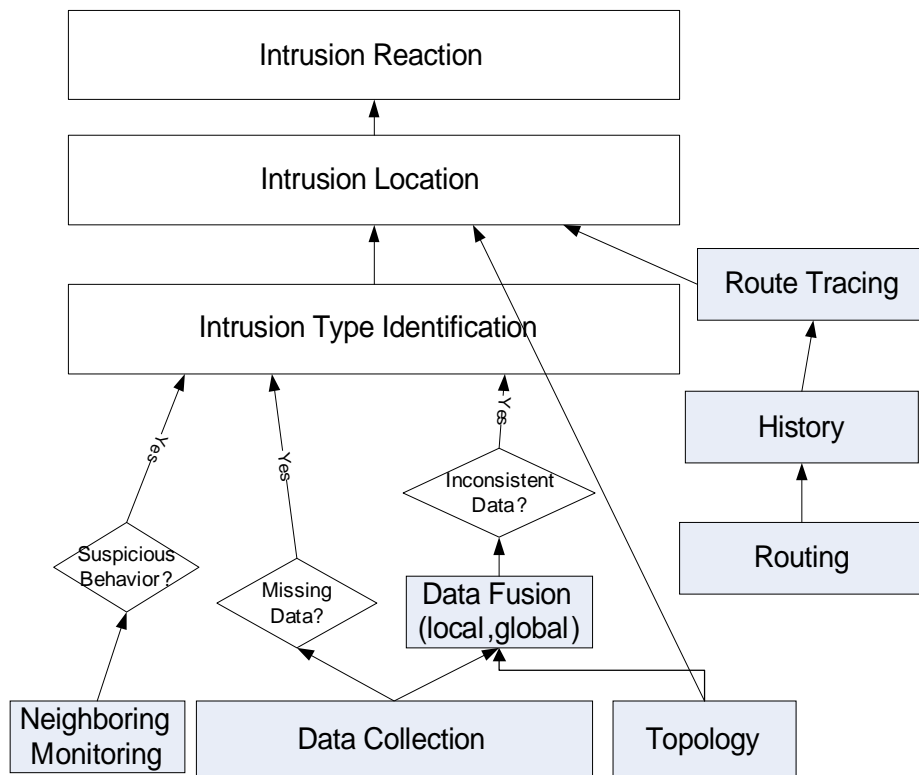 Intrusion Reaction
Intrusion Location
Route Tracing
Intrusion Type Identification
History
Yes
Yes
Yes
Inconsistent
Data?
Routing
Suspicious
Behavior?
Missing
Data?
Data Fusion
(local,global)
Neighboring
Monitoring
Data Collection
Topology